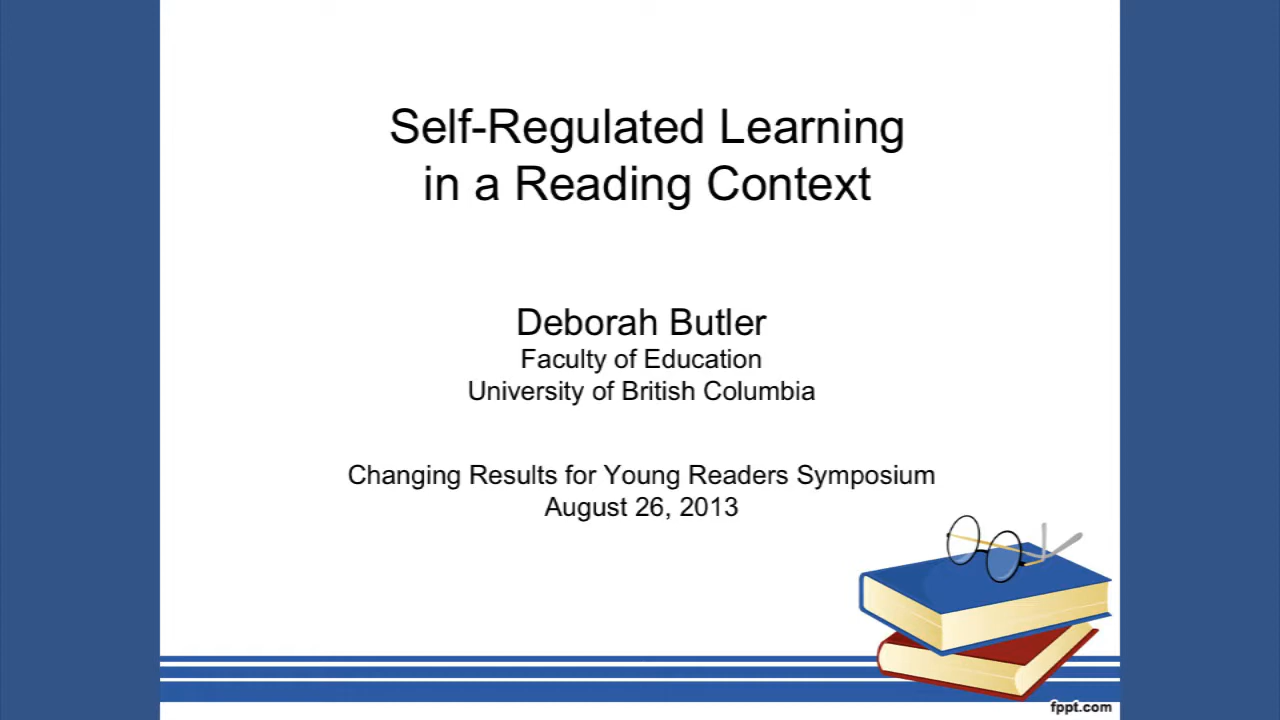 Self-Regulated Learning
in a Reading Context
Deborah Butler
Faculty of Education
University of British Columbia
Changing Results for Young Readers Symposium
August 26, 2013
fppt.com